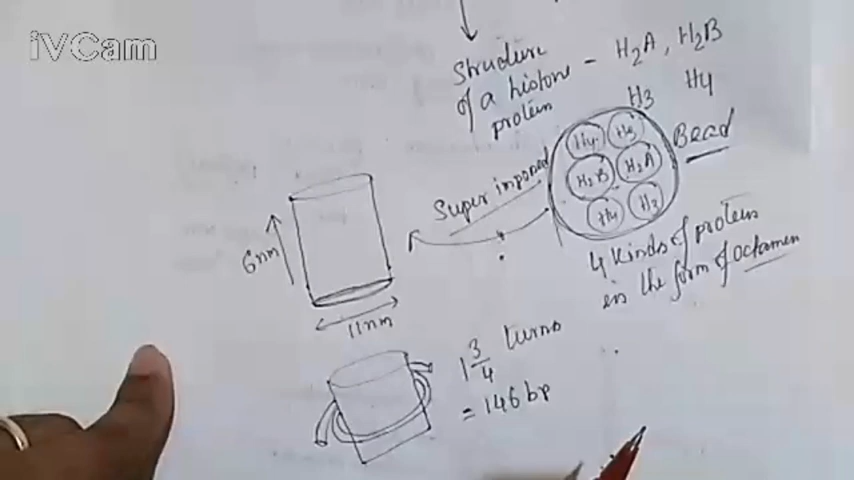 iVCam
Structure
of a histone - H2A, H2B
protein H3 H4
Bead
H4 H3
H2B H2A
H4 H3
Super imposed
4 kinds of protein
in the form of octamer
6nm
11nm
1 3/4 turns
= 146 bp